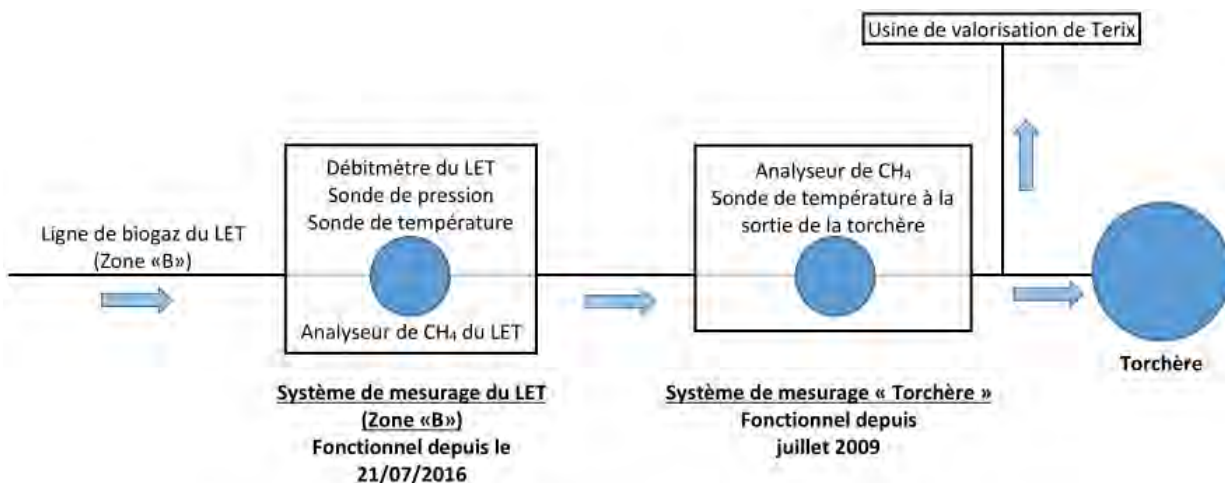 Usine de valorisation de Terix
Ligne de biogaz du LET
(Zone «B»)
Débitmètre du LET
Sonde de pression
Sonde de température
Analyseur de CH₄ du LET
Système de mesurage du LET
(Zone «B»)
Fonctionnel depuis le
21/07/2016
Analyseur de CH₄
Sonde de température à la
sortie de la torchère
Système de mesurage « Torchère »
Fonctionnel depuis
juillet 2009
Torchère